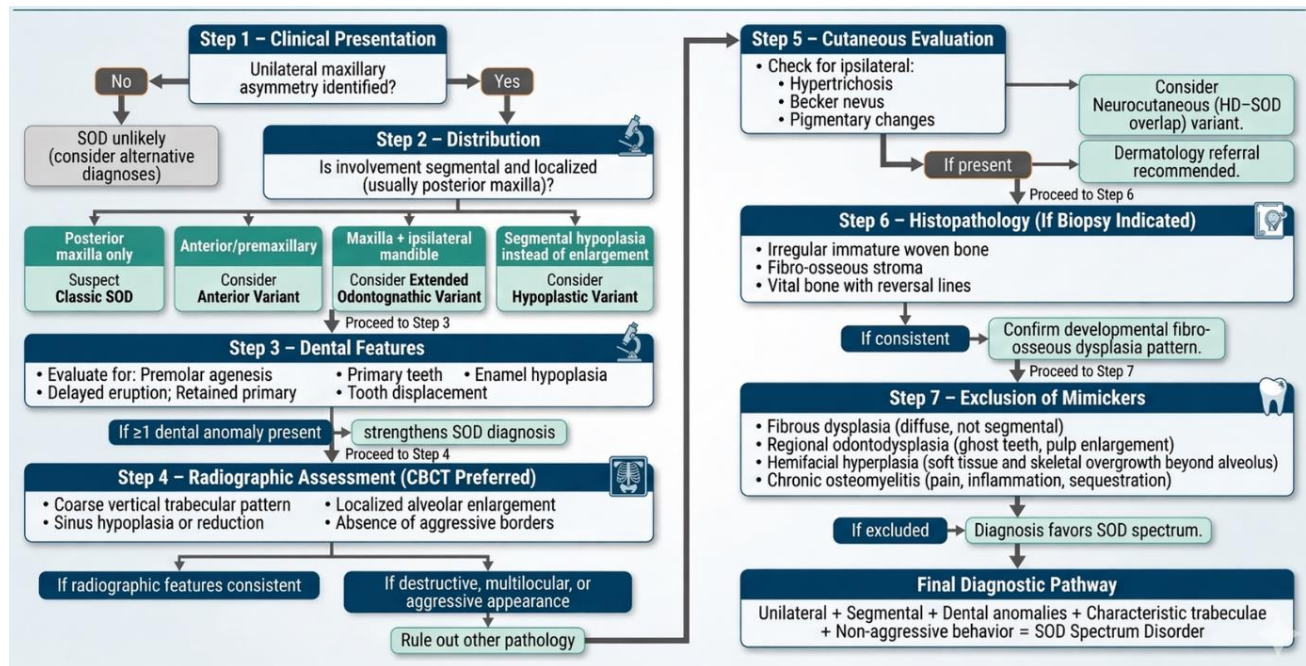 Step 1 – Clinical Presentation
Unilateral maxillary
asymmetry identified?
No
Yes
SOD unlikely
(consider alternative
diagnoses)
Step 2 – Distribution
Is involvement segmental and localized
(usually posterior maxilla)?
Posterior
maxilla only
Suspect
Classic SOD
Anterior/premaxillary
Consider
Anterior Variant
Maxilla + ipsilateral
mandible
Consider Extended
Odontognathic Variant
Segmental hypoplasia
instead of enlargement
Consider
Hypoplastic Variant
Proceed to Step 3
Step 3 – Dental Features
• Evaluate for: Premolar agenesis
• Delayed eruption; Retained primary
• Primary teeth
• Enamel hypoplasia
• Tooth displacement
If ≥1 dental anomaly present
strengthens SOD diagnosis
Proceed to Step 4
Step 4 – Radiographic Assessment (CBCT Preferred)
• Coarse vertical trabecular pattern
• Sinus hypoplasia or reduction
• Localized alveolar enlargement
• Absence of aggressive borders
If radiographic features consistent
If destructive, multilocular, or
aggressive appearance
Rule out other pathology
Step 5 – Cutaneous Evaluation
• Check for ipsilateral:
• Hypertrichosis
• Becker nevus
• Pigmentary changes
Consider
Neurocutaneous (HD–SOD
overlap) variant.
If present
Dermatology referral
recommended.
Proceed to Step 6
Step 6 – Histopathology (If Biopsy Indicated)
• Irregular immature woven bone
• Fibro-osseous stroma
• Vital bone with reversal lines
If consistent
Confirm developmental fibro-
osseous dysplasia pattern.
Proceed to Step 7
Step 7 – Exclusion of Mimickers
• Fibrous dysplasia (diffuse, not segmental)
• Regional odontodysplasia (ghost teeth, pulp enlargement)
• Hemifacial hyperplasia (soft tissue and skeletal overgrowth beyond alveolus)
• Chronic osteomyelitis (pain, inflammation, sequestration)
If excluded
Diagnosis favors SOD spectrum.
Final Diagnostic Pathway
Unilateral + Segmental + Dental anomalies + Characteristic trabeculae
+ Non-aggressive behavior = SOD Spectrum Disorder